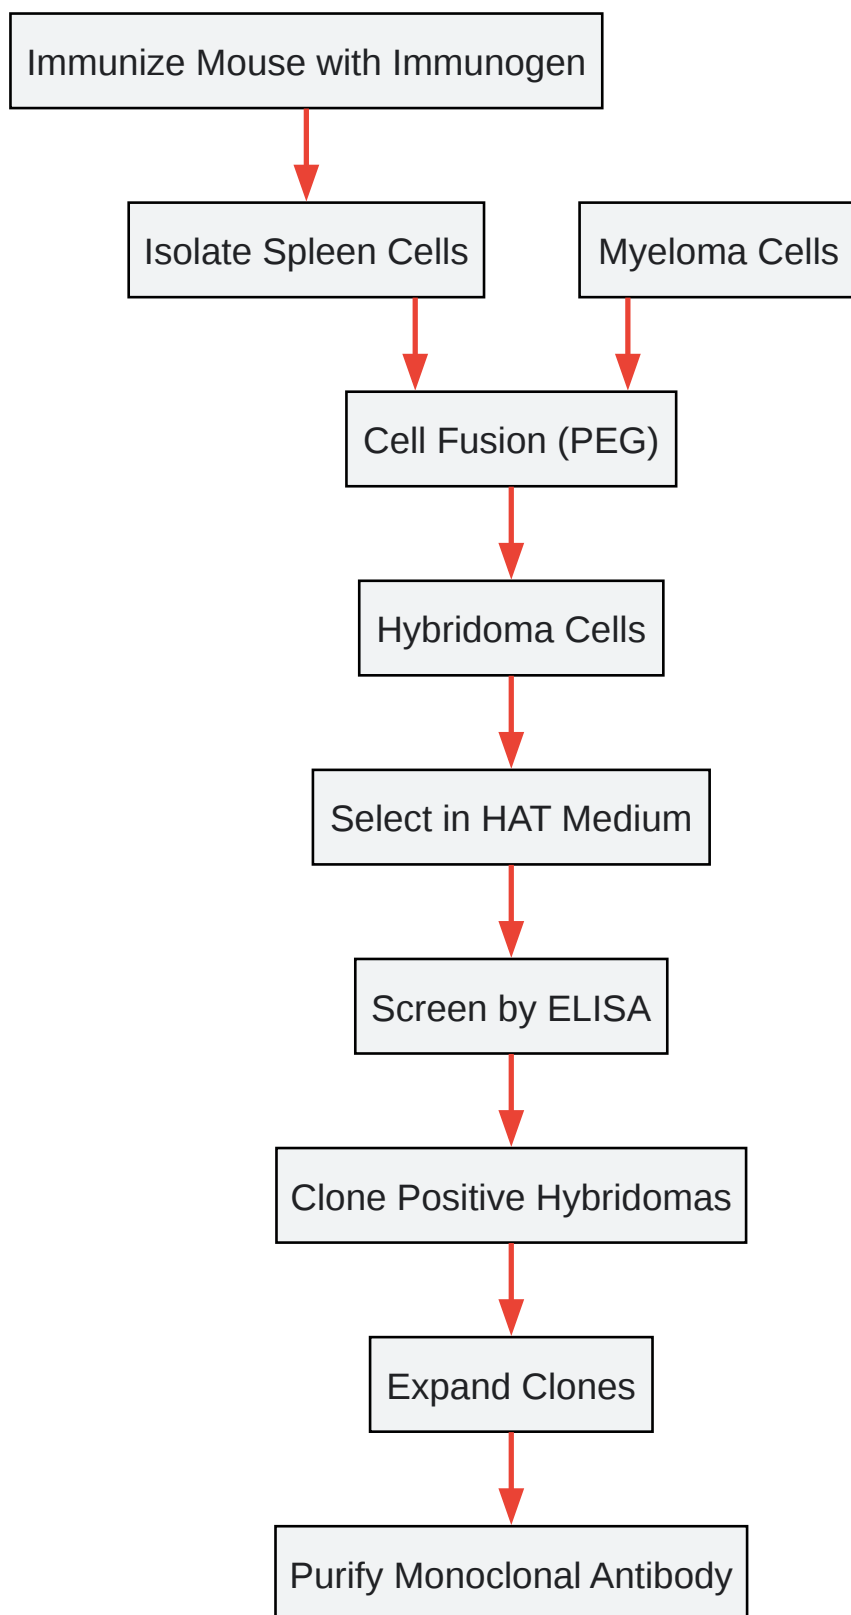 Immunize Mouse with Immunogen
Isolate Spleen Cells
Myeloma Cells
Cell Fusion (PEG)
Hybridoma Cells
Select in HAT Medium
Screen by ELISA
Clone Positive Hybridomas
Expand Clones
Purify Monoclonal Antibody